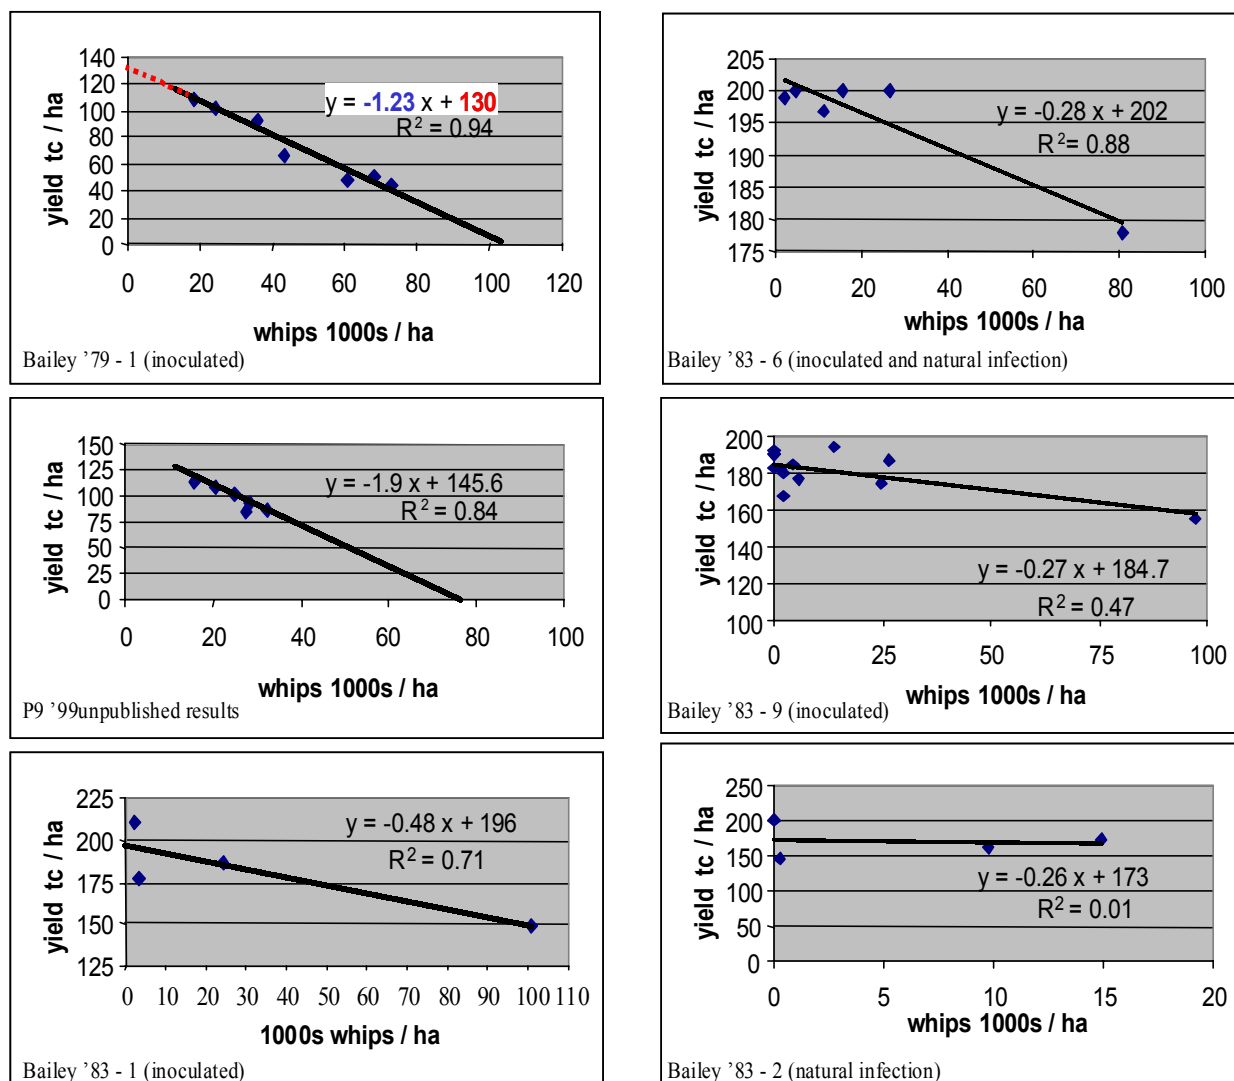 140
120
100
80
60
40
20
0
yield tc / ha
y = -1.23 x + 130
R² = 0.94
0 20 40 60 80 100 120
whips 1000s / ha
Bailey '79 - 1 (inoculated)
205
200
195
190
185
180
175
yield tc / ha
y = -0.28 x + 202
R² = 0.88
0 20 40 60 80 100
whips 1000s / ha
Bailey '83 - 6 (inoculated and natural infection)
150
125
100
75
50
25
0
yield tc / ha
y = -1.9 x + 145.6
R² = 0.84
0 20 40 60 80 100
whips 1000s / ha
P9 '99unpublished results
200
180
160
140
120
100
yield tc / ha
y = -0.27 x + 184.7
R² = 0.47
0 25 50 75 100
whips 1000s / ha
Bailey '83 - 9 (inoculated)
225
200
175
150
125
yield tc / ha
y = -0.48 x + 196
R² = 0.71
0 10 20 30 40 50 60 70 80 90 100 110
1000s whips / ha
Bailey '83 - 1 (inoculated)
250
200
150
100
50
0
yield tc / ha
y = -0.26 x + 173
R² = 0.01
0 5 10 15 20
whips 1000s / ha
Bailey '83 - 2 (natural infection)